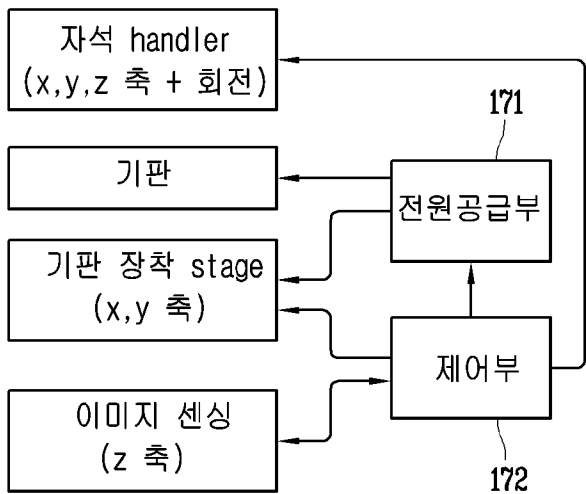 자석 handler
(x,y,z 축 + 회전)
171
기판
전원공급부
기판 장착 stage
(x,y 축)
제어부
이미지 센싱
(z 축)
172